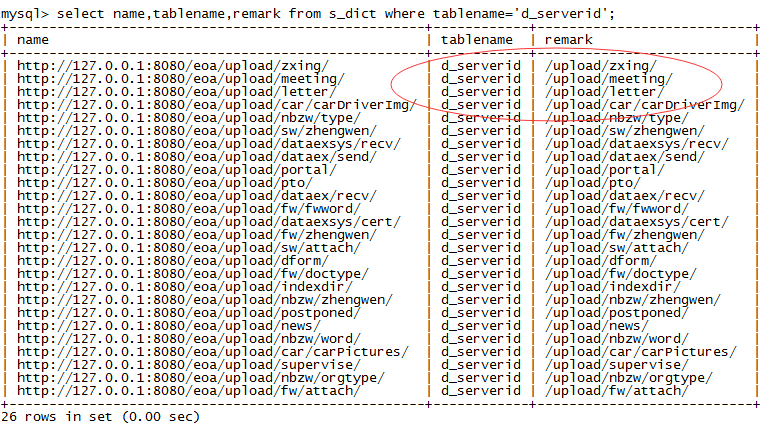 mysql> select name,tablename,remark from s_dict where tablename='d_serverid';
+---------------------------------------------------+------------+---------------------------+
| name | tablename | remark |
+---------------------------------------------------+------------+---------------------------+
| http://127.0.0.1:8080/eoa/upload/zxing/ | d_serverid | /upload/zxing/ |
| http://127.0.0.1:8080/eoa/upload/meeting/ | d_serverid | /upload/meeting/ |
| http://127.0.0.1:8080/eoa/upload/letter/ | d_serverid | /upload/letter/ |
| http://127.0.0.1:8080/eoa/upload/car/carDriverImg/ | d_serverid | /upload/car/carDriverImg/ |
| http://127.0.0.1:8080/eoa/upload/nbzw/type/ | d_serverid | /upload/nbzw/type/ |
| http://127.0.0.1:8080/eoa/upload/sw/zhengwen/ | d_serverid | /upload/sw/zhengwen/ |
| http://127.0.0.1:8080/eoa/upload/dataexsys/recv/ | d_serverid | /upload/dataexsys/recv/ |
| http://127.0.0.1:8080/eoa/upload/dataex/send/ | d_serverid | /upload/dataex/send/ |
| http://127.0.0.1:8080/eoa/upload/portal/ | d_serverid | /upload/portal/ |
| http://127.0.0.1:8080/eoa/upload/pto/ | d_serverid | /upload/pto/ |
| http://127.0.0.1:8080/eoa/upload/dataex/recv/ | d_serverid | /upload/dataex/recv/ |
| http://127.0.0.1:8080/eoa/upload/fw/fwword/ | d_serverid | /upload/fw/fwword/ |
| http://127.0.0.1:8080/eoa/upload/dataexsys/cert/ | d_serverid | /upload/dataexsys/cert/ |
| http://127.0.0.1:8080/eoa/upload/fw/zhengwen/ | d_serverid | /upload/fw/zhengwen/ |
| http://127.0.0.1:8080/eoa/upload/sw/attach/ | d_serverid | /upload/sw/attach/ |
| http://127.0.0.1:8080/eoa/upload/dform/ | d_serverid | /upload/dform/ |
| http://127.0.0.1:8080/eoa/upload/fw/doctype/ | d_serverid | /upload/fw/doctype/ |
| http://127.0.0.1:8080/eoa/upload/indexdir/ | d_serverid | /upload/indexdir/ |
| http://127.0.0.1:8080/eoa/upload/nbzw/zhengwen/ | d_serverid | /upload/nbzw/zhengwen/ |
| http://127.0.0.1:8080/eoa/upload/postponed/ | d_serverid | /upload/postponed/ |
| http://127.0.0.1:8080/eoa/upload/news/ | d_serverid | /upload/news/ |
| http://127.0.0.1:8080/eoa/upload/nbzw/word/ | d_serverid | /upload/nbzw/word/ |
| http://127.0.0.1:8080/eoa/upload/car/carPictures/ | d_serverid | /upload/car/carPictures/ |
| http://127.0.0.1:8080/eoa/upload/supervise/ | d_serverid | /upload/supervise/ |
| http://127.0.0.1:8080/eoa/upload/nbzw/orgtype/ | d_serverid | /upload/nbzw/orgtype/ |
| http://127.0.0.1:8080/eoa/upload/fw/attach/ | d_serverid | /upload/fw/attach/ |
+---------------------------------------------------+------------+---------------------------+
26 rows in set (0.00 sec)